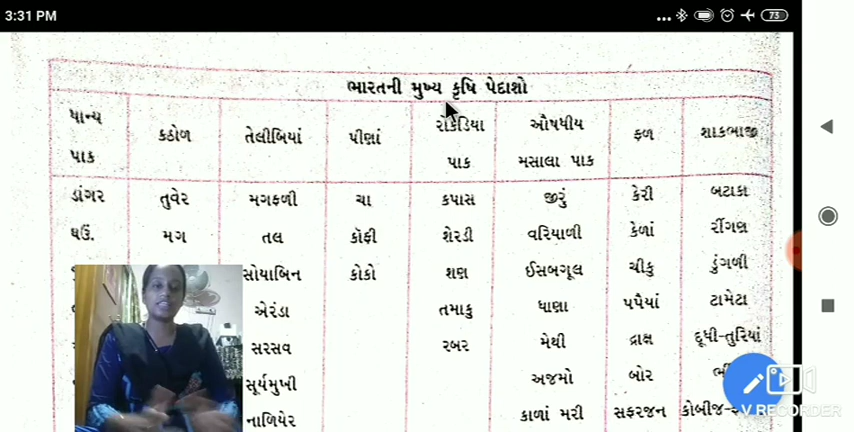 3:31 PM
73
ભારતની મુખ્ય કૃષિ પેદાશો
ધાન્ય પાક કઠોળ તેલીબિયાં પીણાં રોકડિયા પાક ઔષધીય મસાલા પાક ફળ શાકભાજી
ડાંગર તુવેર મગફળી ચા કપાસ જીરું કેરી બટાકા
ઘઉં. મગ તલ કૉફી શેરડી વરિયાળી કેળાં રીંગણ
સોયાબિન કોકો શણ ઈસબગૂલ ચીકુ ડુંગળી
એરંડા તમાકુ ધાણા પપૈયાં ટામેટા
સરસવ રબર મેથી દ્રાક્ષ દૂધી-તુરિયાં
સૂર્યમુખી અજમો બોર
નાળિયેર કાળાં મરી સફરજન
V RECORDER